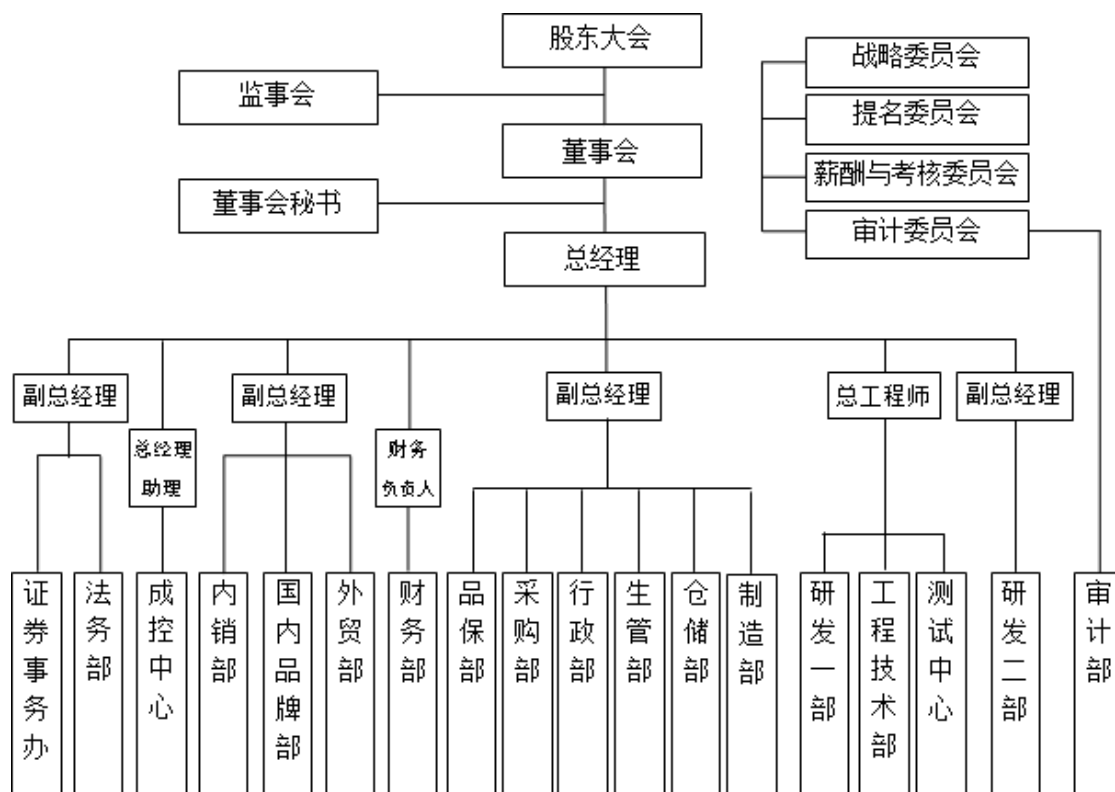 股东大会
战略委员会
监事会
提名委员会
董事会
薪酬与考核委员会
董事会秘书
审计委员会
总经理
副总经理
副总经理
副总经理
总工程师
副总经理
总经理
助理
财务
负责人
证券事务办
法务部
成控中心
内销部
国内品牌部
外贸部
财务部
品保部
采购部
行政部
生管部
仓储部
制造部
研发一部
工程技术部
测试中心
研发二部
审计部